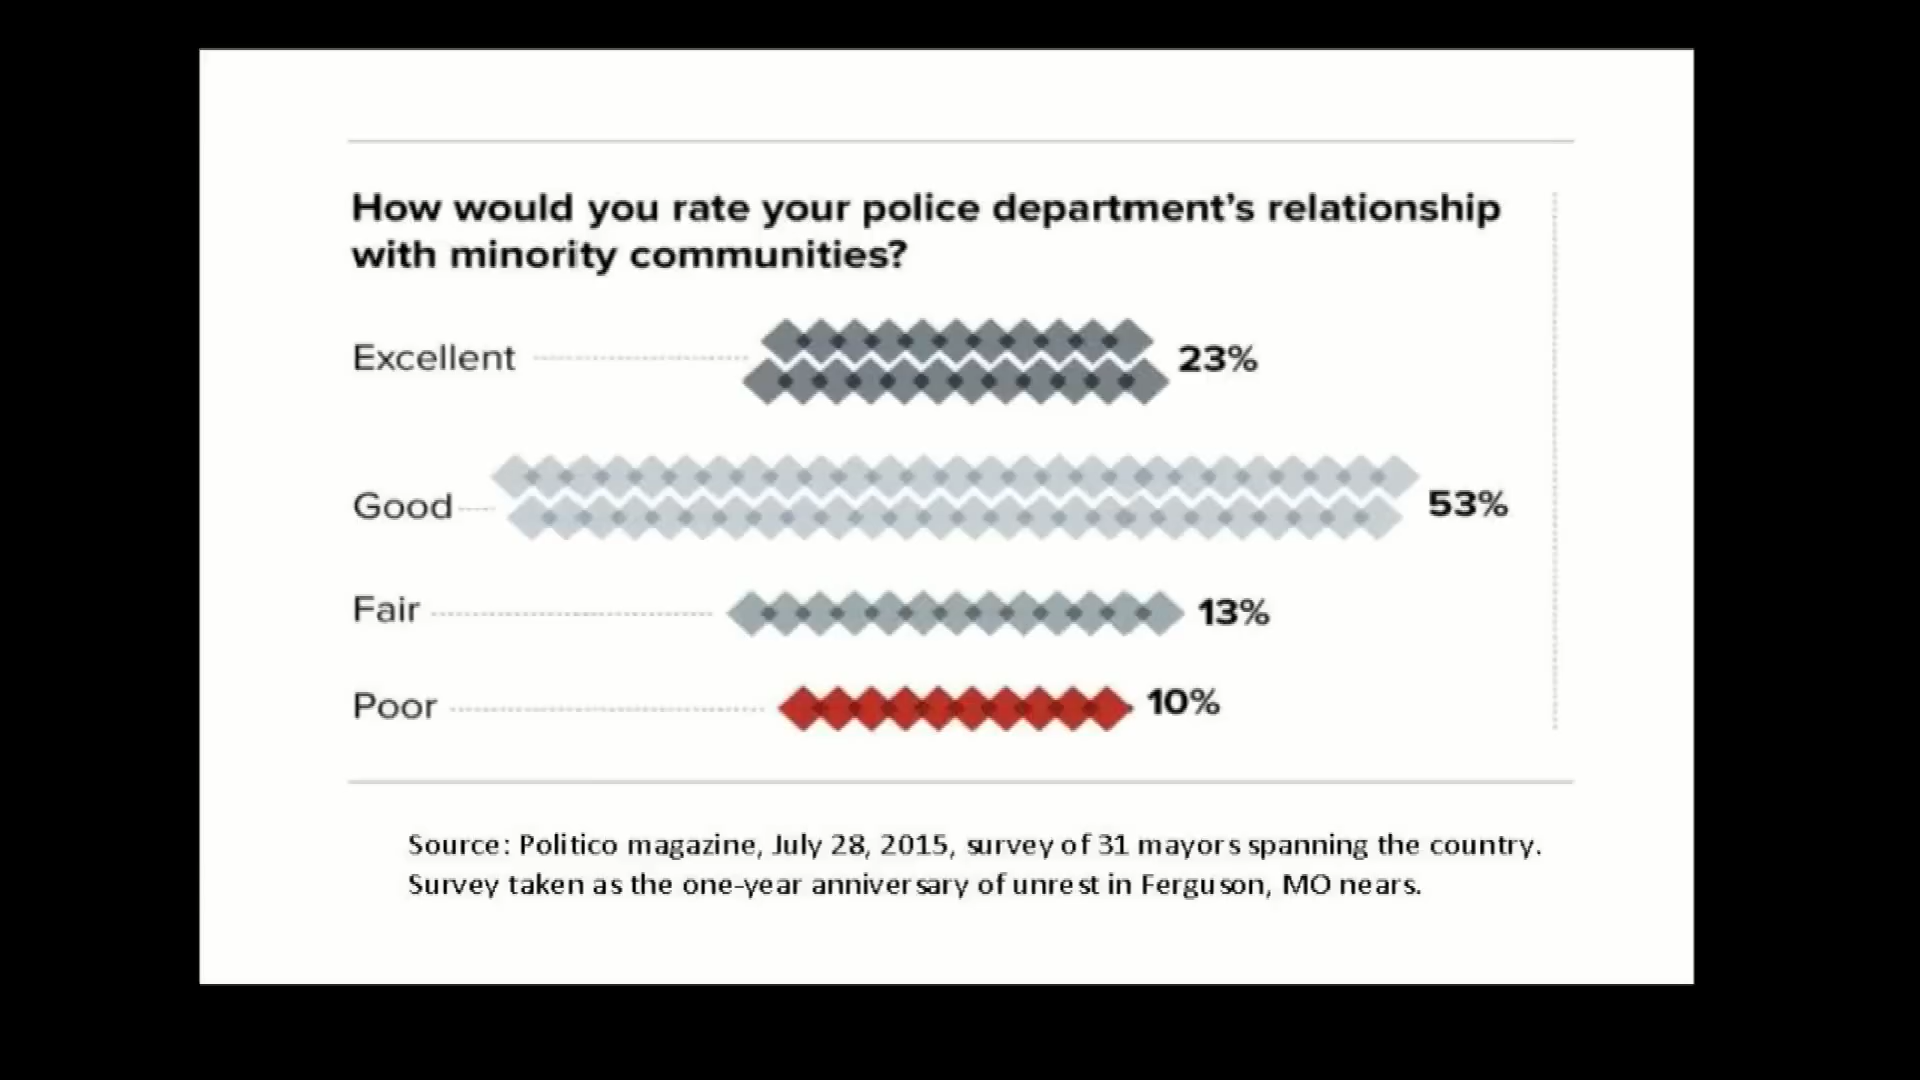 How would you rate your police department's relationship
with minority communities?
Excellent 23%
Good 53%
Fair 13%
Poor 10%
Source: Politico magazine, July 28, 2015, survey of 31 mayors spanning the country.
Survey taken as the one-year anniversary of unrest in Ferguson, MO nears.